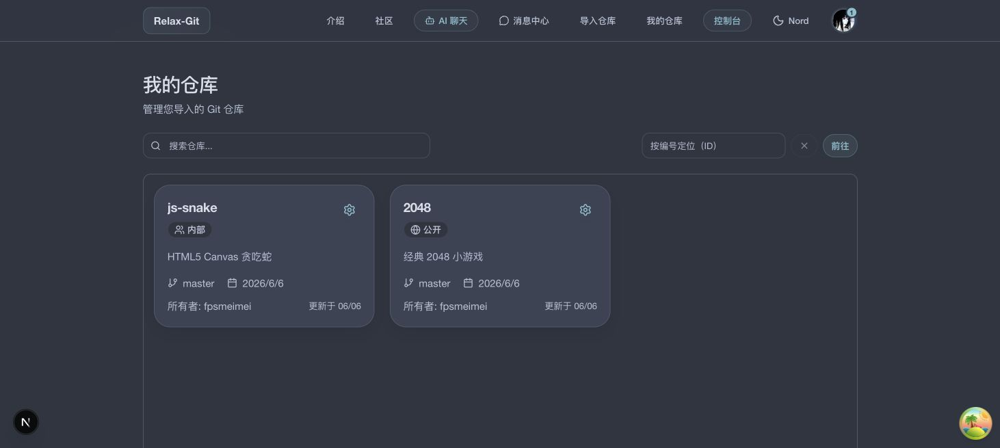 Relax-Git 介绍 社区 AI 聊天 消息中心 导入仓库 我的仓库 控制台 Nord 1
我的仓库
管理您导入的 Git 仓库
搜索仓库... 按编号定位（ID） 前往
js-snake
内部
HTML5 Canvas 贪吃蛇
master 2026/6/6
所有者: fpsmeimei 更新于 06/06
2048
公开
经典 2048 小游戏
master 2026/6/6
所有者: fpsmeimei 更新于 06/06
N